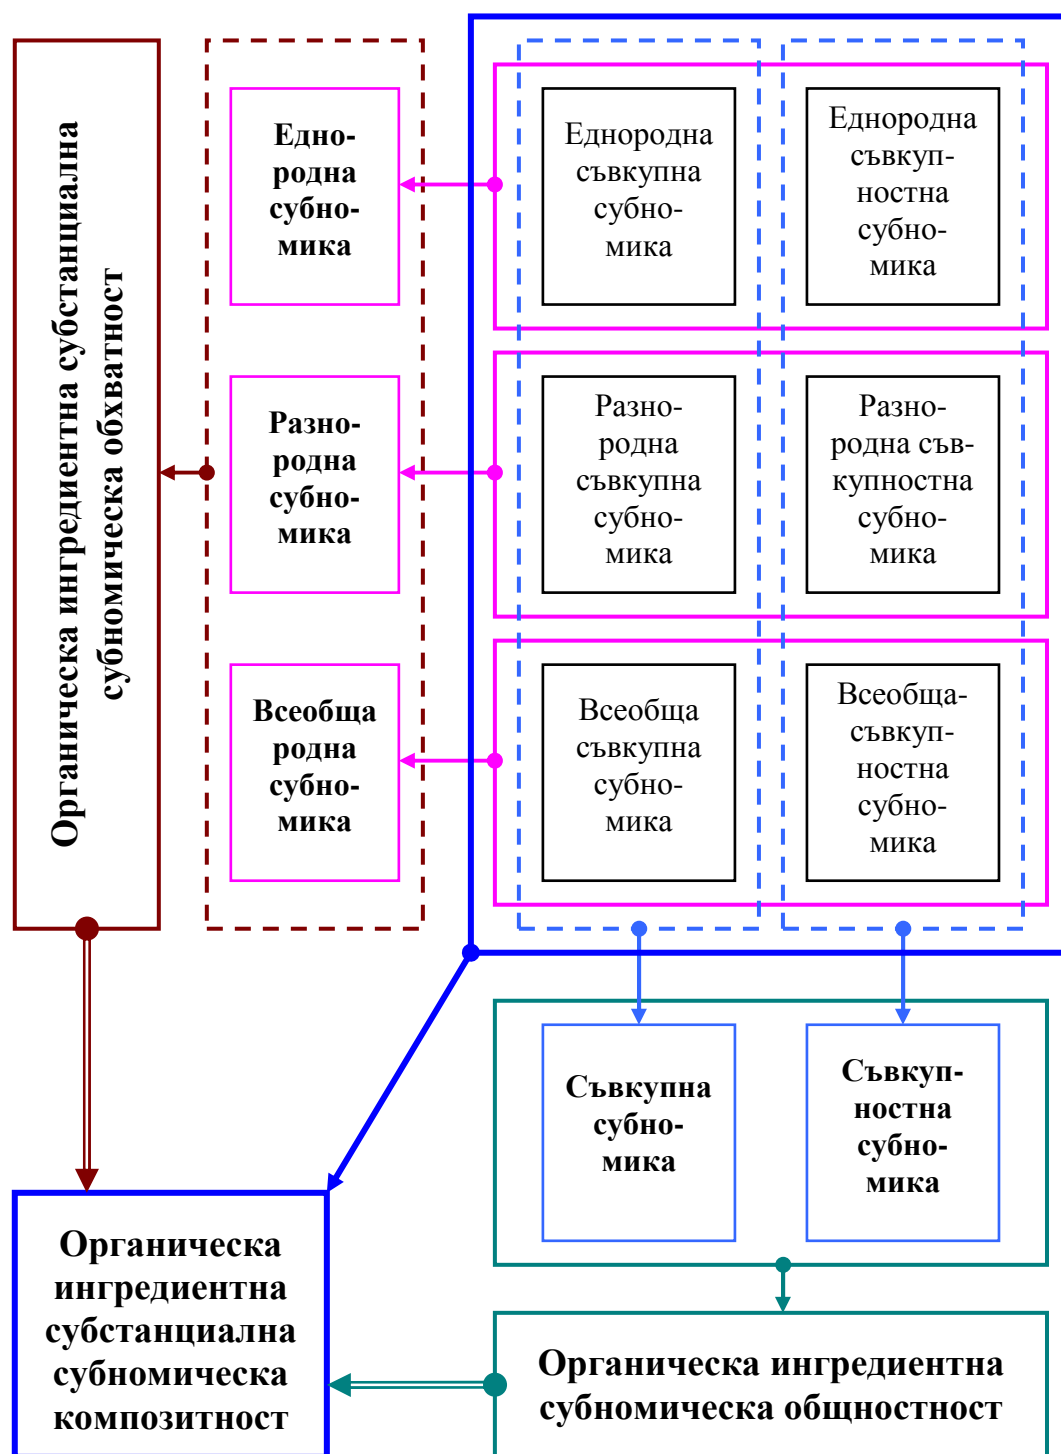 Органическа ингредиентна субстанциална
субномическа обхватност
Едно-
родна
субно-
мика
Еднородна
съвкупна
субно-
мика
Еднородна
съвкуп-
ностна
субно-
мика
Разно-
родна
субно-
мика
Разно-
родна
съвкупна
субно-
мика
Разно-
родна съв-
купностна
субно-
мика
Всеобща
родна
субно-
мика
Всеобща
съвкупна
субно-
мика
Всеобща-
съвкуп-
ностна
субно-
мика
Съвкупна
субно-
мика
Съвкуп-
ностна
субно-
мика
Органическа
ингредиентна
субстанциална
субномическа
композитност
Органическа ингредиентна
субномическа общностност